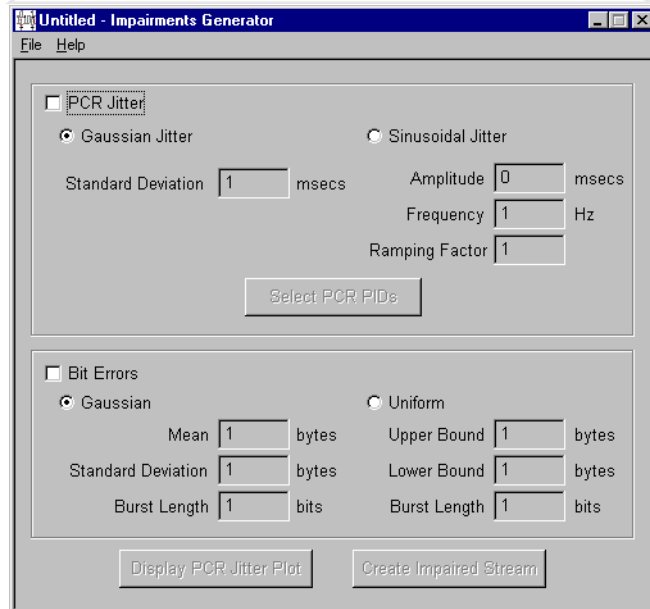 Untitled - Impairments Generator
File Help
PCR Jitter
Gaussian Jitter
Sinusoidal Jitter
Standard Deviation 1 msecs
Amplitude 0 msecs
Frequency 1 Hz
Ramping Factor 1
Select PCR PIDs
Bit Errors
Gaussian
Uniform
Mean 1 bytes
Upper Bound 1 bytes
Standard Deviation 1 bytes
Lower Bound 1 bytes
Burst Length 1 bits
Burst Length 1 bits
Display PCR Jitter Plot
Create Impaired Stream